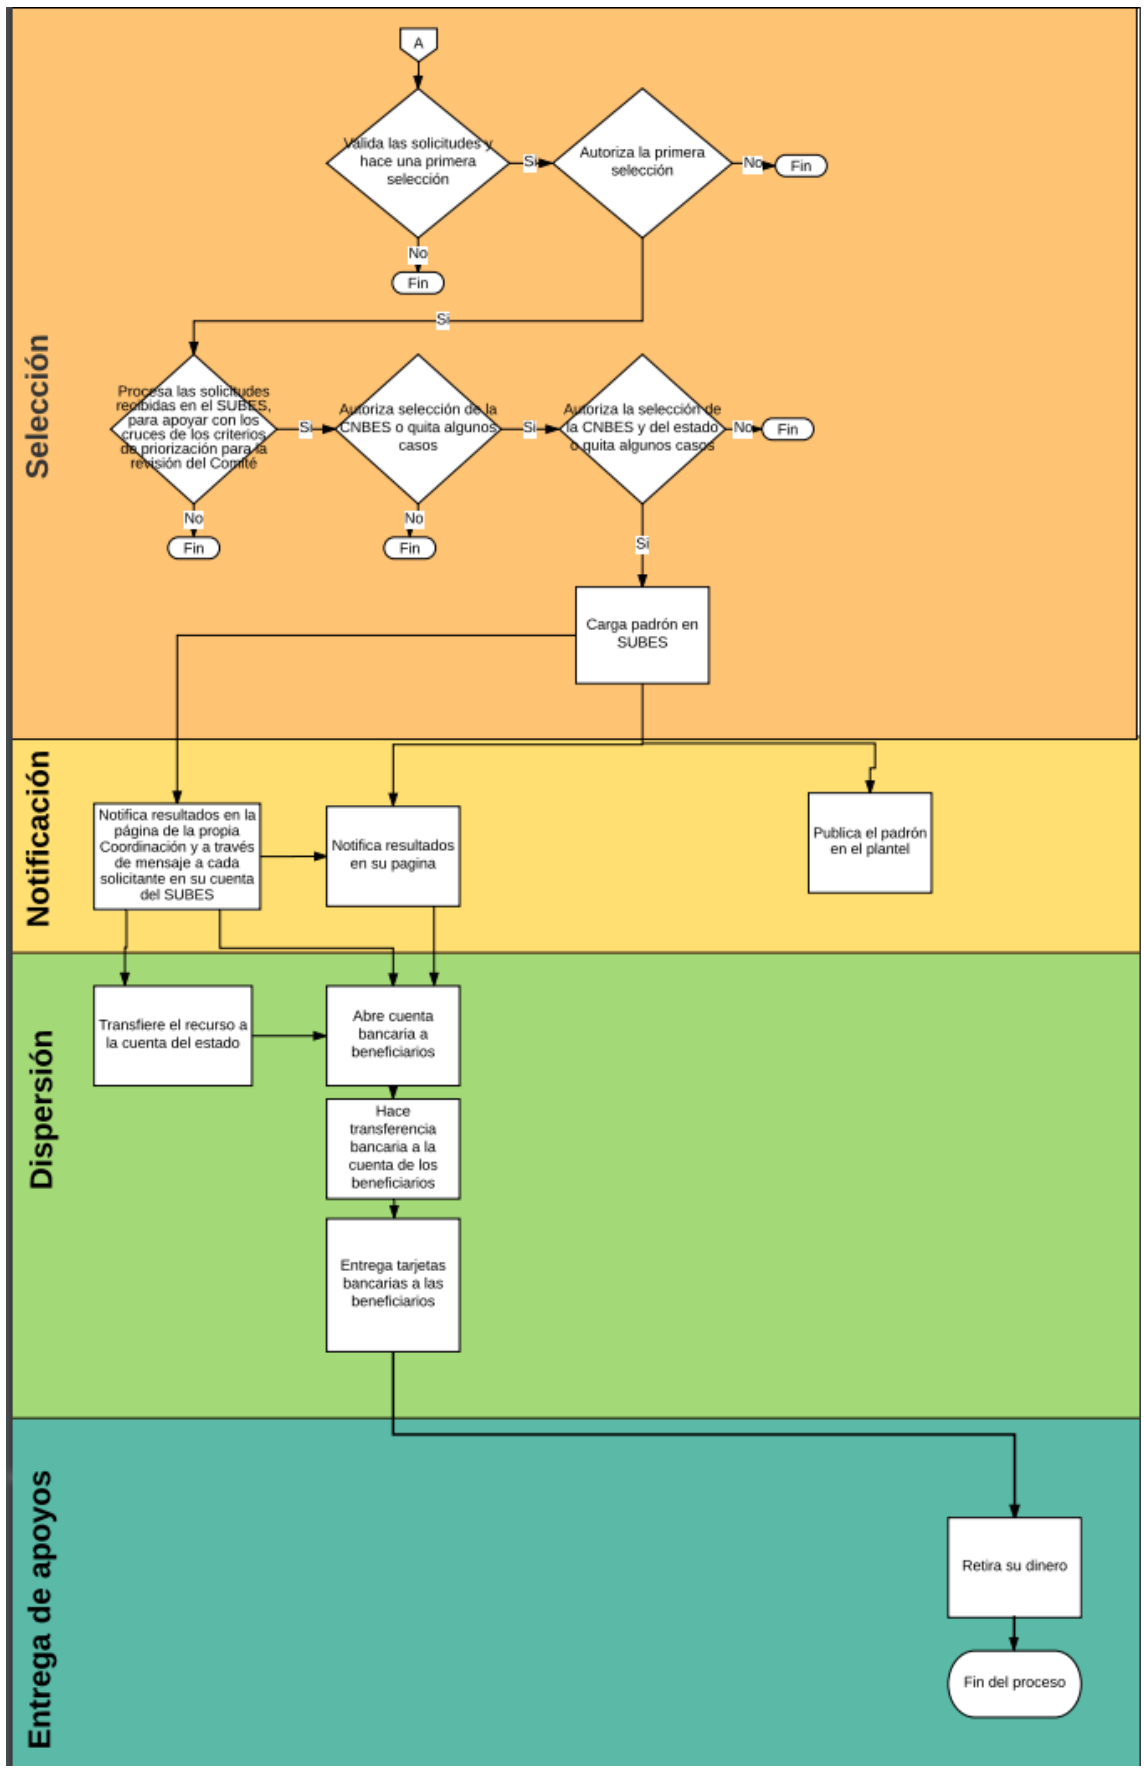 A
Valida las solicitudes y
hace una primera
selección
Si
Autoriza la primera
selección
No
Fin
No
Fin
Si
Selección
Procesa las solicitudes
recibidas en el SUBES,
para apoyar con los
cruces de los criterios
de priorización para la
revisión del Comité
Si
Autoriza selección de la
CNBES o quita algunos
casos
Si
Autoriza la selección de
la CNBES y del estado
o quita algunos casos
No
Fin
No
Fin
No
Fin
Si
Carga padrón en
SUBES
Notificación
Notifica resultados en la
página de la propia
Coordinación y a través
de mensaje a cada
solicitante en su cuenta
del SUBES
Notifica resultados
en su pagina
Publica el padrón
en el plantel
Dispersión
Transfiere el recurso a
la cuenta del estado
Abre cuenta
bancaria a
beneficiarios
Hace
transferencia
bancaria a la
cuenta de los
beneficiarios
Entrega tarjetas
bancarias a las
beneficiarios
Entrega de apoyos
Retira su dinero
Fin del proceso